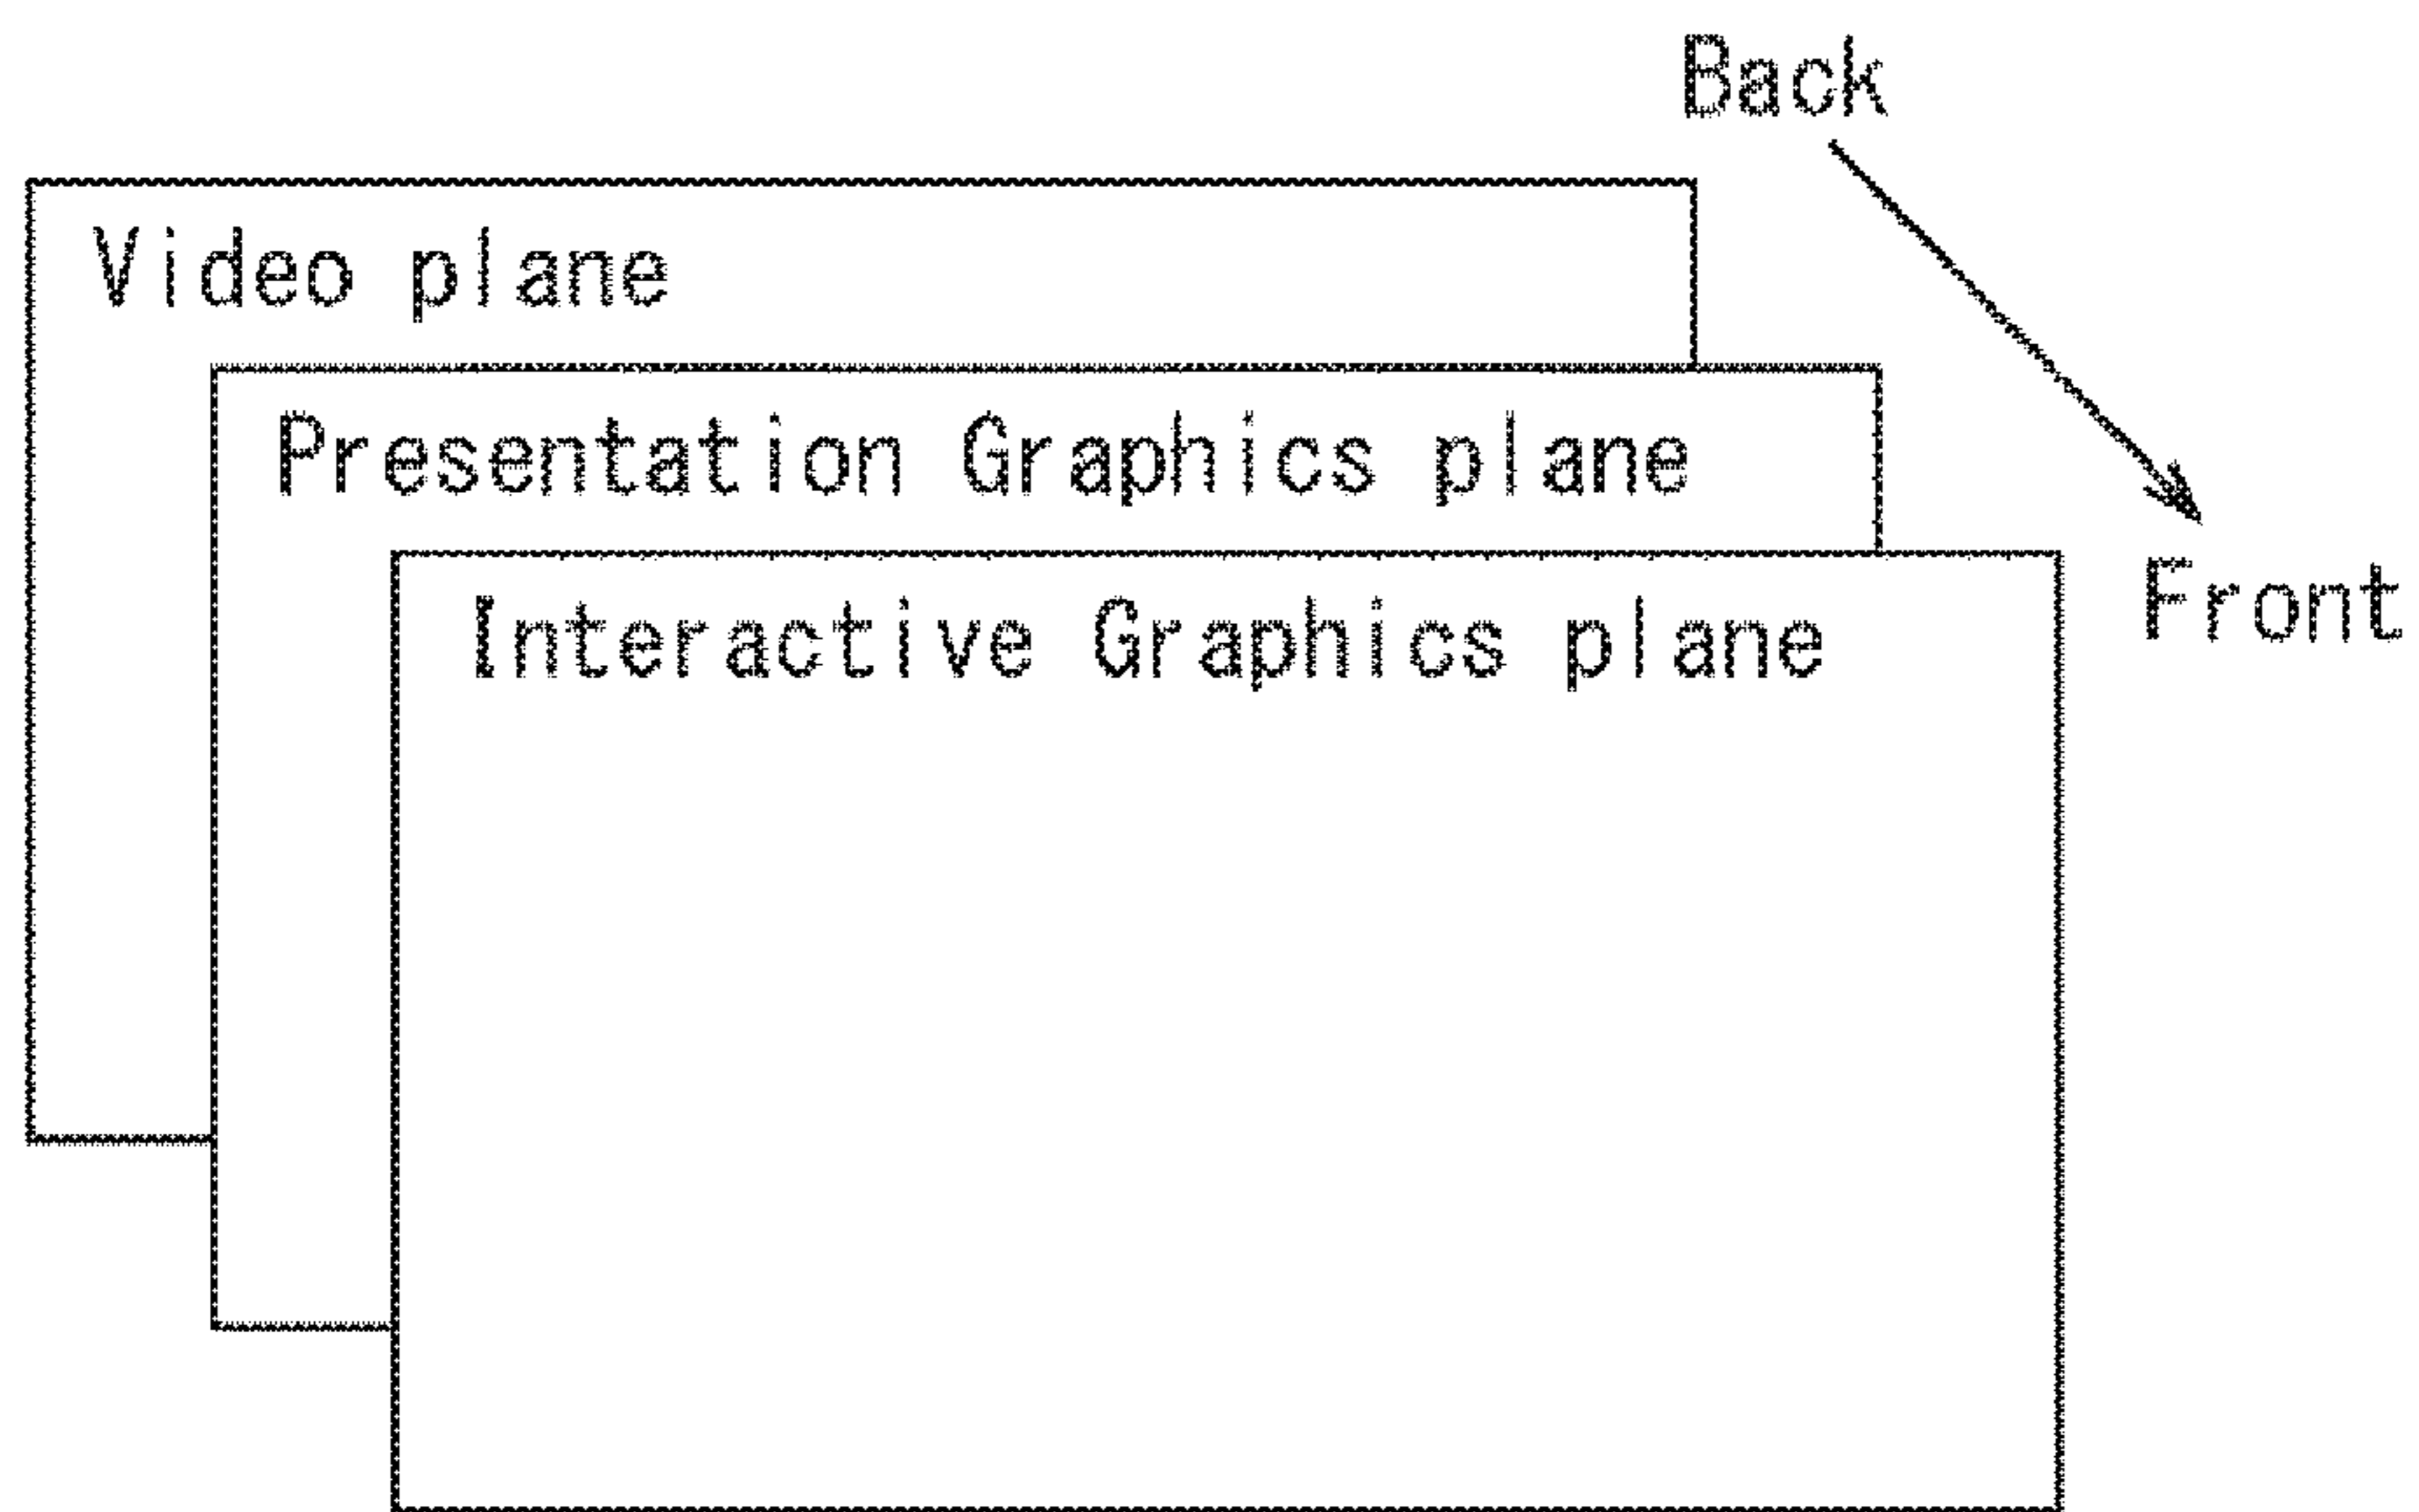 Back
Video plane
Presentation Graphics plane
Front
Interactive Graphics plane